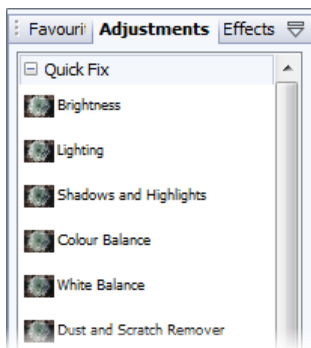 Favouri Adjustments Effects
Quick Fix
Brightness
Lighting
Shadows and Highlights
Colour Balance
White Balance
Dust and Scratch Remover